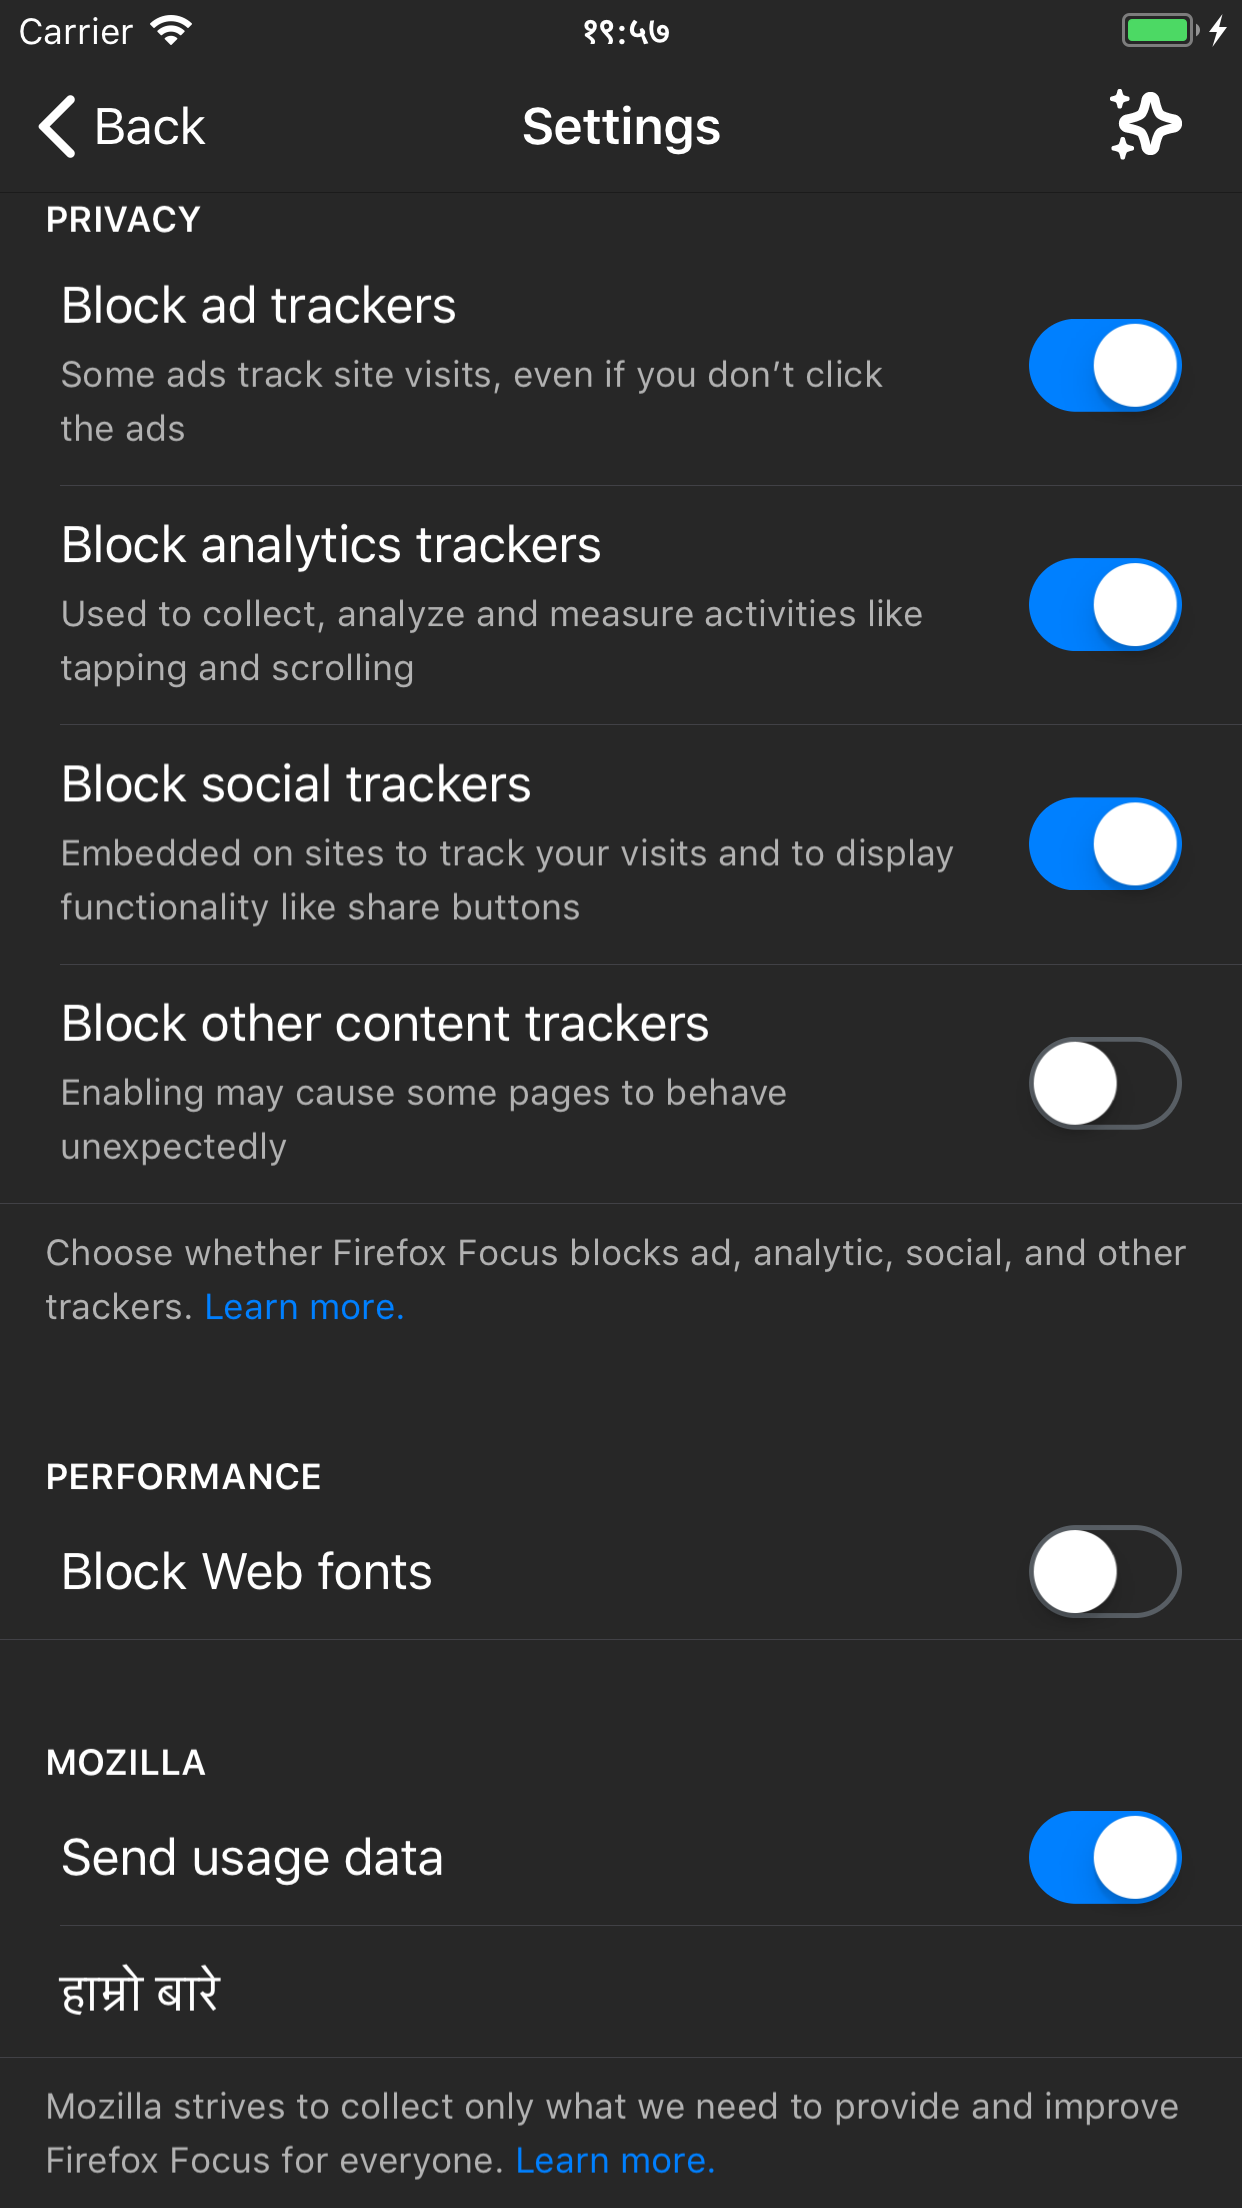 Carrier
१९:५७
Back
Settings
PRIVACY
Block ad trackers
Some ads track site visits, even if you don’t click
the ads
Block analytics trackers
Used to collect, analyze and measure activities like
tapping and scrolling
Block social trackers
Embedded on sites to track your visits and to display
functionality like share buttons
Block other content trackers
Enabling may cause some pages to behave
unexpectedly
Choose whether Firefox Focus blocks ad, analytic, social, and other
trackers. Learn more.
PERFORMANCE
Block Web fonts
MOZILLA
Send usage data
हाम्रो बारे
Mozilla strives to collect only what we need to provide and improve
Firefox Focus for everyone. Learn more.